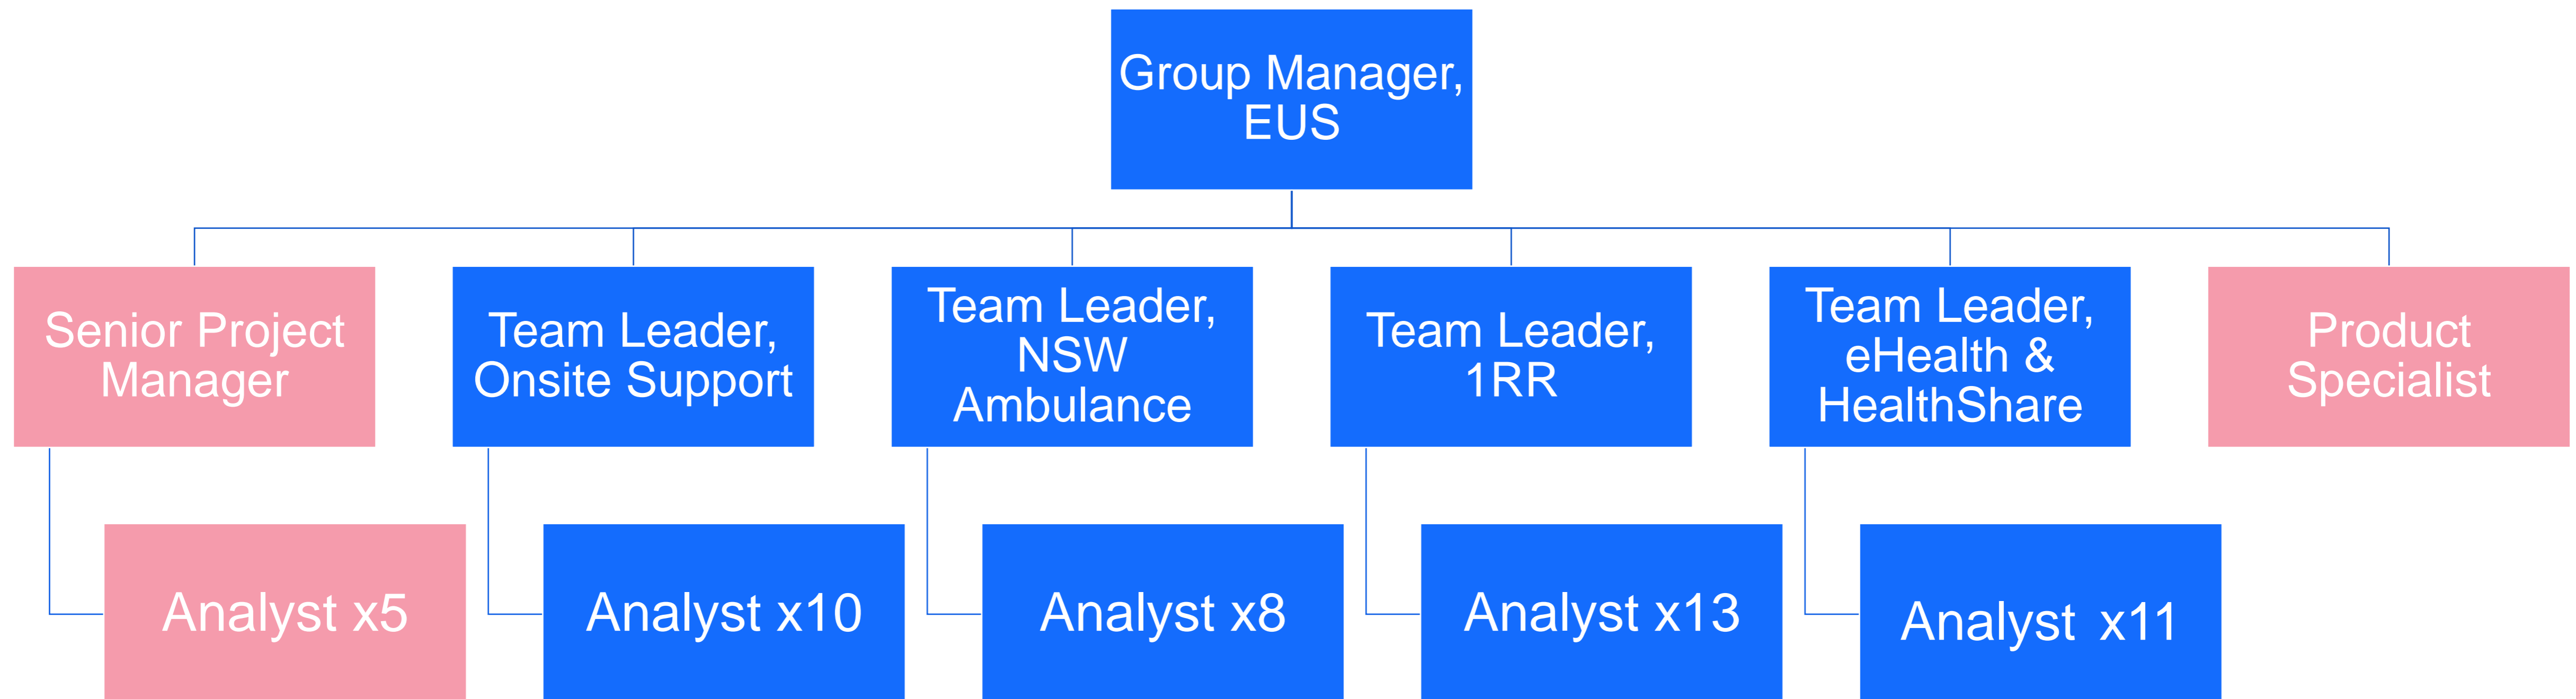 Group Manager,
EUS
Senior Project
Manager
Team Leader,
Onsite Support
Team Leader,
NSW
Ambulance
Team Leader,
1RR
Team Leader,
eHealth &
HealthShare
Product
Specialist
Analyst x5
Analyst x10
Analyst x8
Analyst x13
Analyst x11